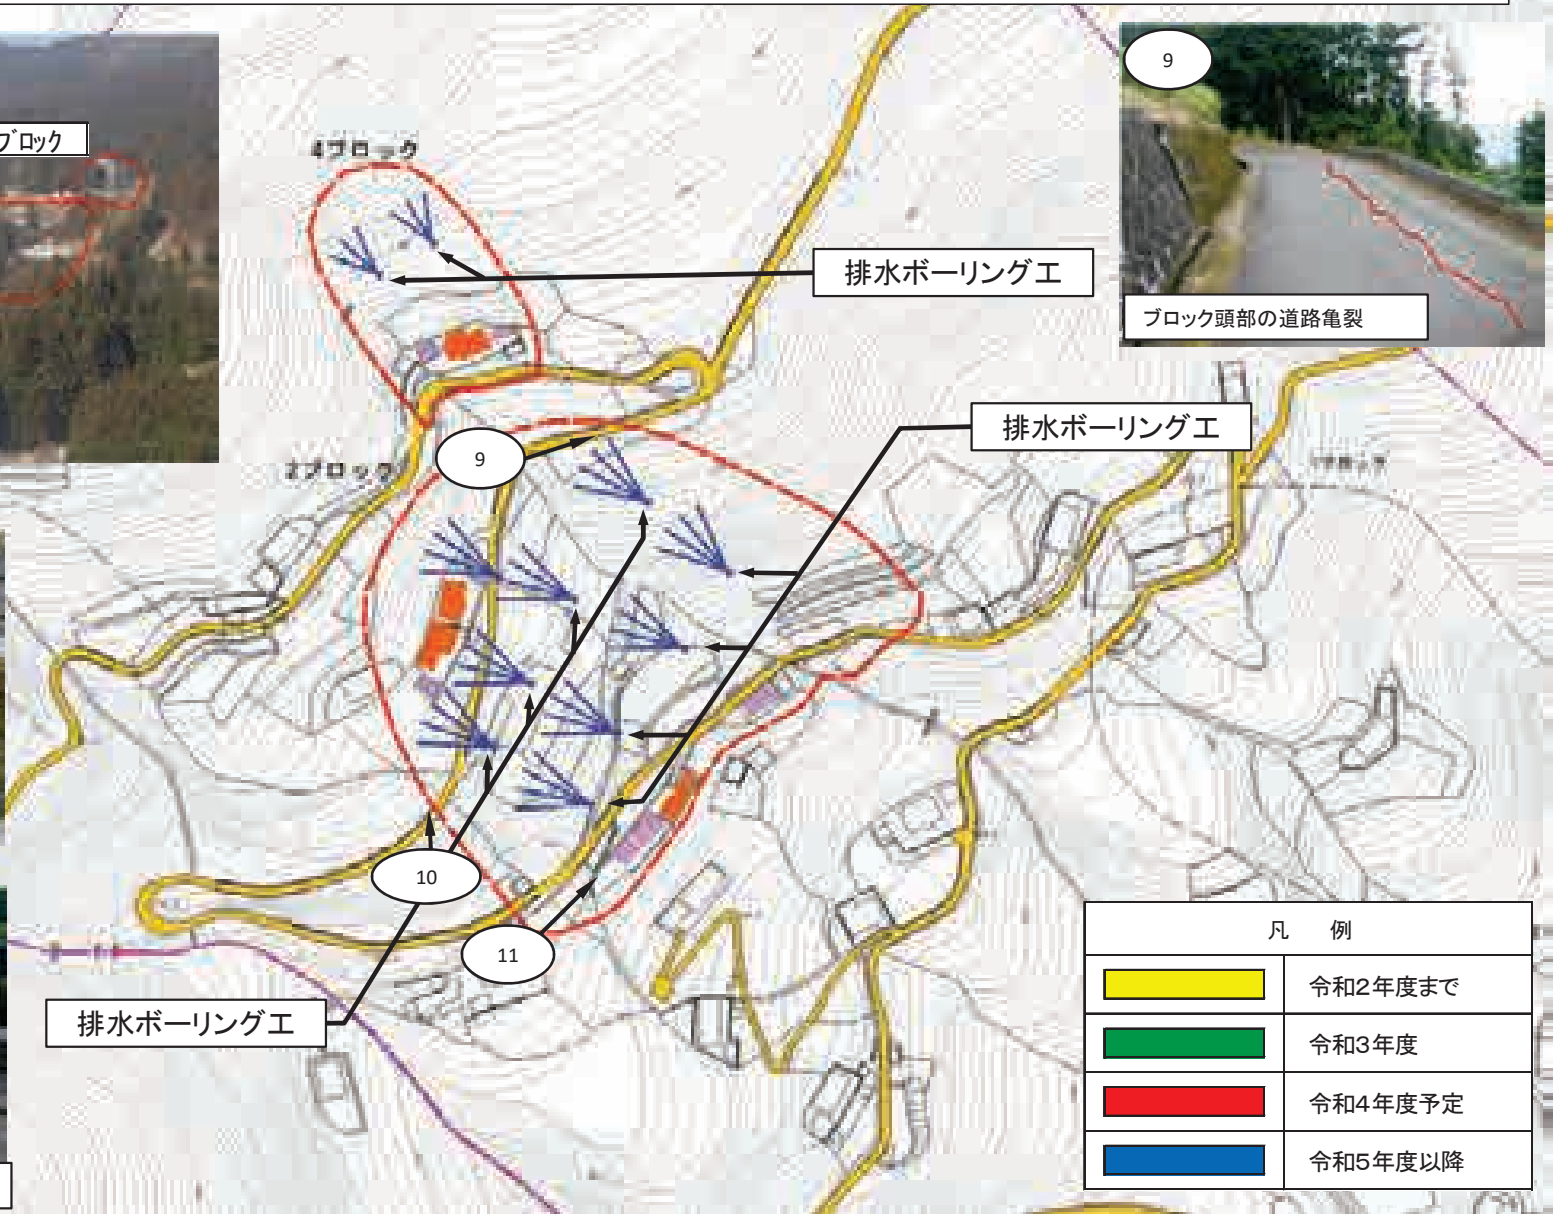 ブロック
9
ブロック頭部の道路亀裂
4ブロック
排水ボーリング工
排水ボーリング工
2ブロック
9
10
11
排水ボーリング工
凡 例
令和2年度まで
令和3年度
令和4年度予定
令和5年度以降